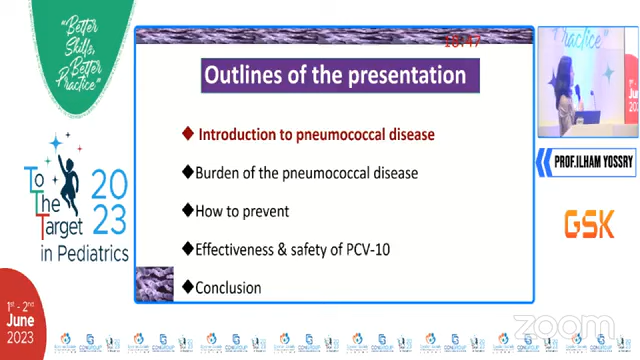 "Better
Skills,
Better
Practice"
To
The
Target
20
23
in Pediatrics
1st - 2nd
June
2023
Outlines of the presentation
Introduction to pneumococcal disease
Burden of the pneumococcal disease
How to prevent
Effectiveness & safety of PCV-10
Conclusion
Practice"
June
PROF.ILHAM YOSSRY
GSK
zoom